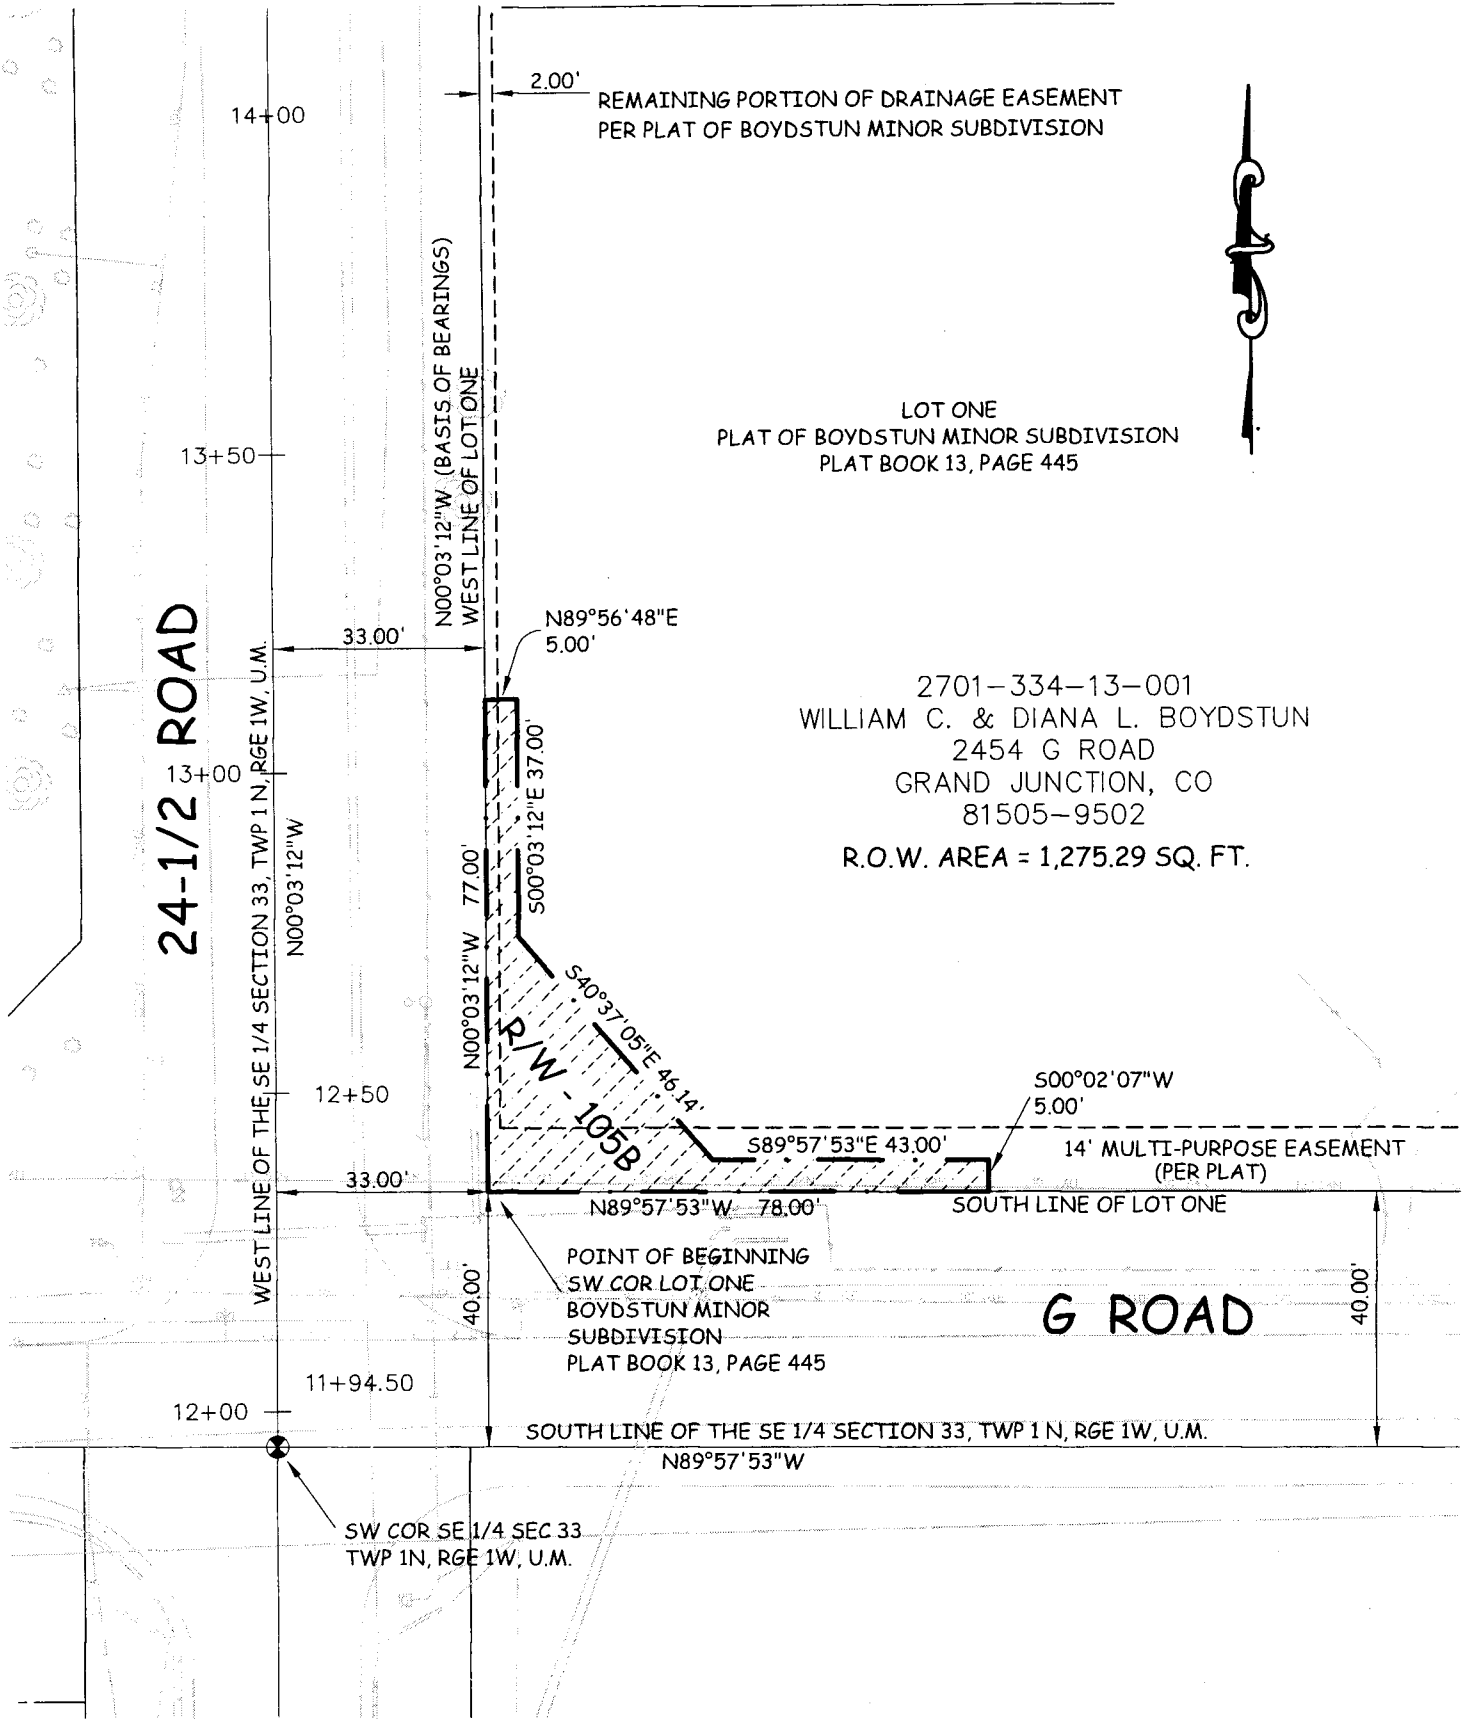 2.00'
REMAINING PORTION OF DRAINAGE EASEMENT
PER PLAT OF BOYDSTUN MINOR SUBDIVISION
14+00
N00°03'12"W (BASIS OF BEARINGS)
WEST LINE OF LOT ONE
LOT ONE
PLAT OF BOYDSTUN MINOR SUBDIVISION
PLAT BOOK 13, PAGE 445
13+50
N89°56'48"E
5.00'
33.00'
24-1/2 ROAD
WEST LINE OF THE SE 1/4 SECTION 33, TWP 1 N, RGE 1W, U.M.
N00°03'12"W
13+00
2701-334-13-001
WILLIAM C. & DIANA L. BOYDSTUN
2454 G ROAD
GRAND JUNCTION, CO
81505-9502
R.O.W. AREA = 1,275.29 SQ. FT.
S00°03'12"E 37.00'
N00°03'12"W 77.00'
S40°37'05"E 46.14'
R/W - 105B
12+50
S00°02'07"W
5.00'
S89°57'53"E 43.00'
14' MULTI-PURPOSE EASEMENT
(PER PLAT)
33.00'
N89°57'53"W 78.00'
SOUTH LINE OF LOT ONE
POINT OF BEGINNING
SW COR LOT ONE
BOYDSTUN MINOR
SUBDIVISION
PLAT BOOK 13, PAGE 445
40.00'
G ROAD
40.00'
11+94.50
12+00
SOUTH LINE OF THE SE 1/4 SECTION 33, TWP 1 N, RGE 1W, U.M.
N89°57'53"W
SW COR SE 1/4 SEC 33
TWP 1N, RGE 1W, U.M.